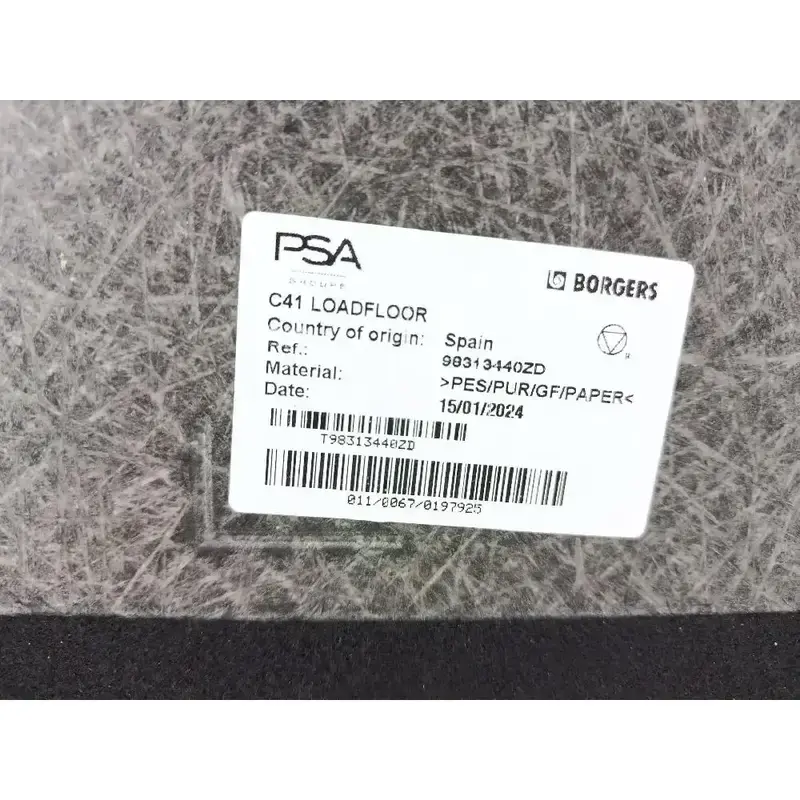 PSA
GROUPE
BORGERS
C41 LOADFLOOR
Country of origin: Spain
Ref.: 98313440ZD
Material: >PES/PUR/GF/PAPER<
Date: 15/01/2024
T98313440ZD
011/0067/0197925